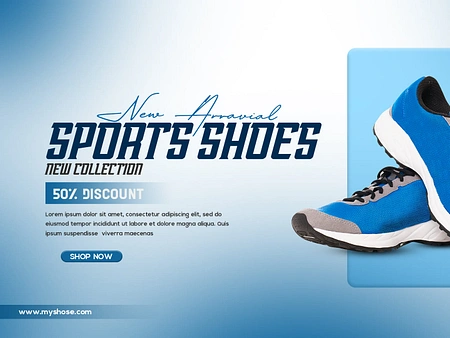 New Arravial
SPORTS SHOES
NEW COLLECTION
50% DISCOUNT
Lorem ipsum dolor sit amet, consectetur adipiscing elit, sed do
eiusmod tempor incididunt ut labore et dolore magna aliqua. Quis
ipsum suspendisse viverra maecenas
SHOP NOW
www.myshose.com